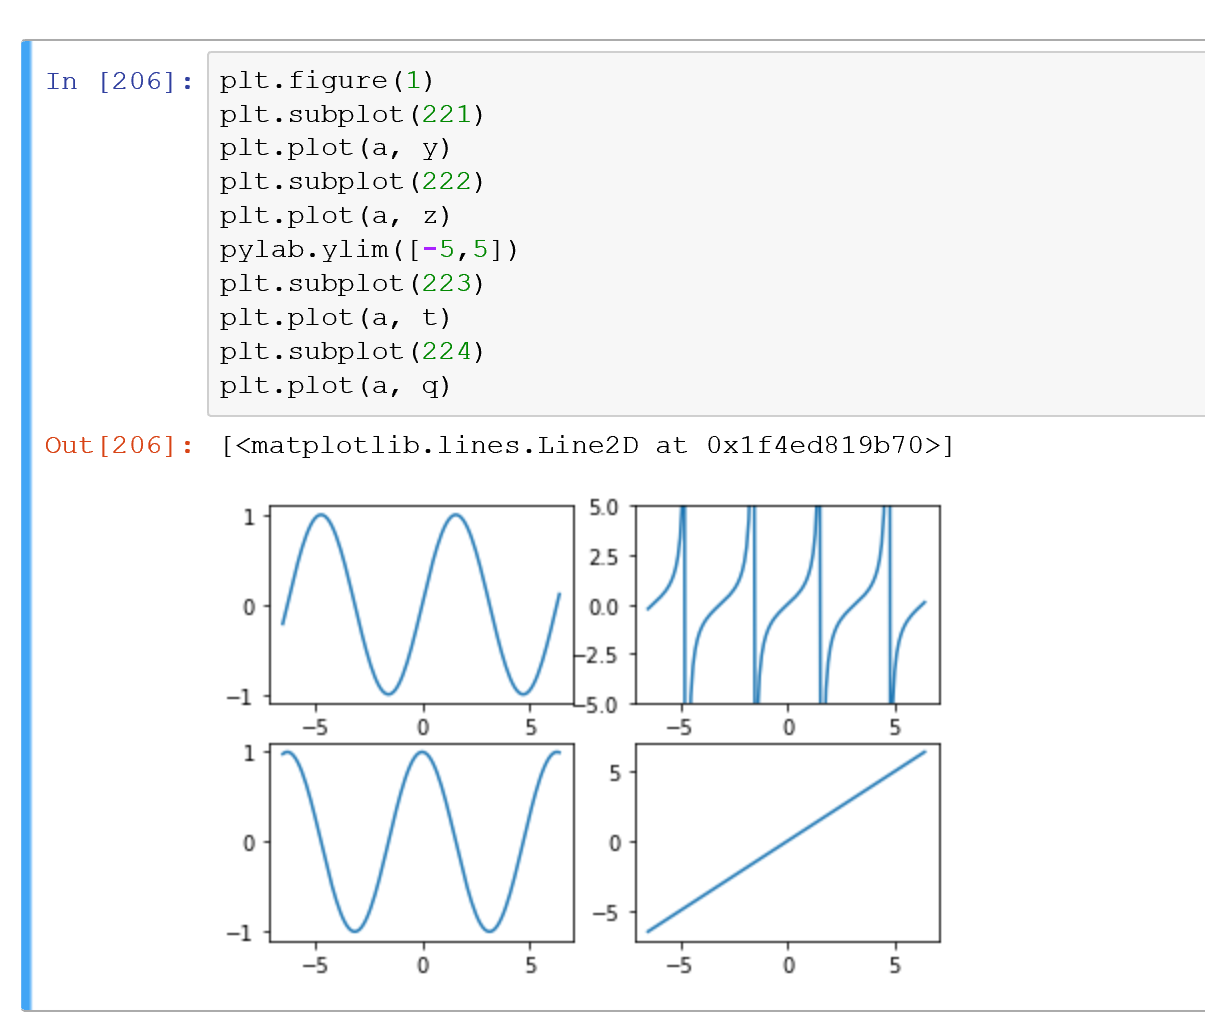 In [206]:
plt.figure(1)
plt.subplot(221)
plt.plot(a, y)
plt.subplot(222)
plt.plot(a, z)
pylab.ylim([-5,5])
plt.subplot(223)
plt.plot(a, t)
plt.subplot(224)
plt.plot(a, q)
Out[206]: [<matplotlib.lines.Line2D at 0x1f4ed819b70>]
1
0
−1
−5 0 5
5.0
2.5
0.0
−2.5
−5.0
−5 0 5
1
0
−1
−5 0 5
5
0
−5
−5 0 5